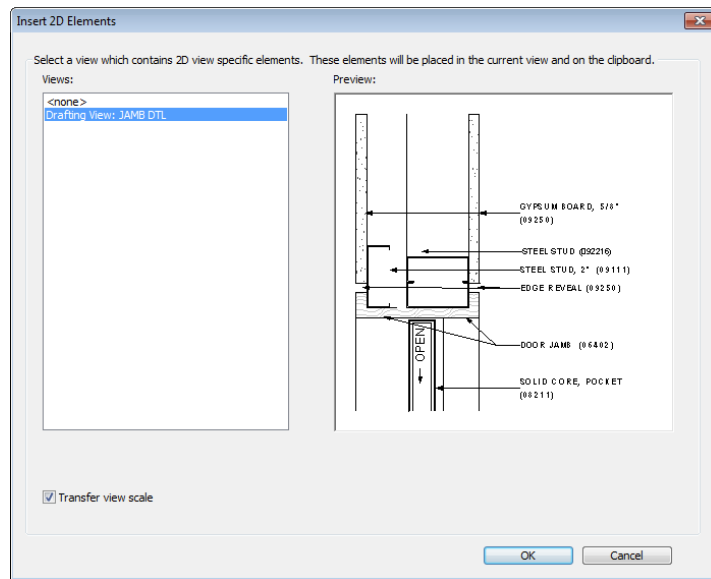 Insert 2D Elements
Select a view which contains 2D view specific elements. These elements will be placed in the current view and on the clipboard.
Views:
Preview:
<none>
Drafting View: JAMB DTL
GYPSUM BOARD, 5/8"
(09250)
STEEL STUD (092216)
STEEL STUD, 2" (09111)
EDGE REVEAL (09250)
OPEN
DOOR JAMB (06402)
SOLID CORE, POCKET
(08211)
Transfer view scale
OK
Cancel